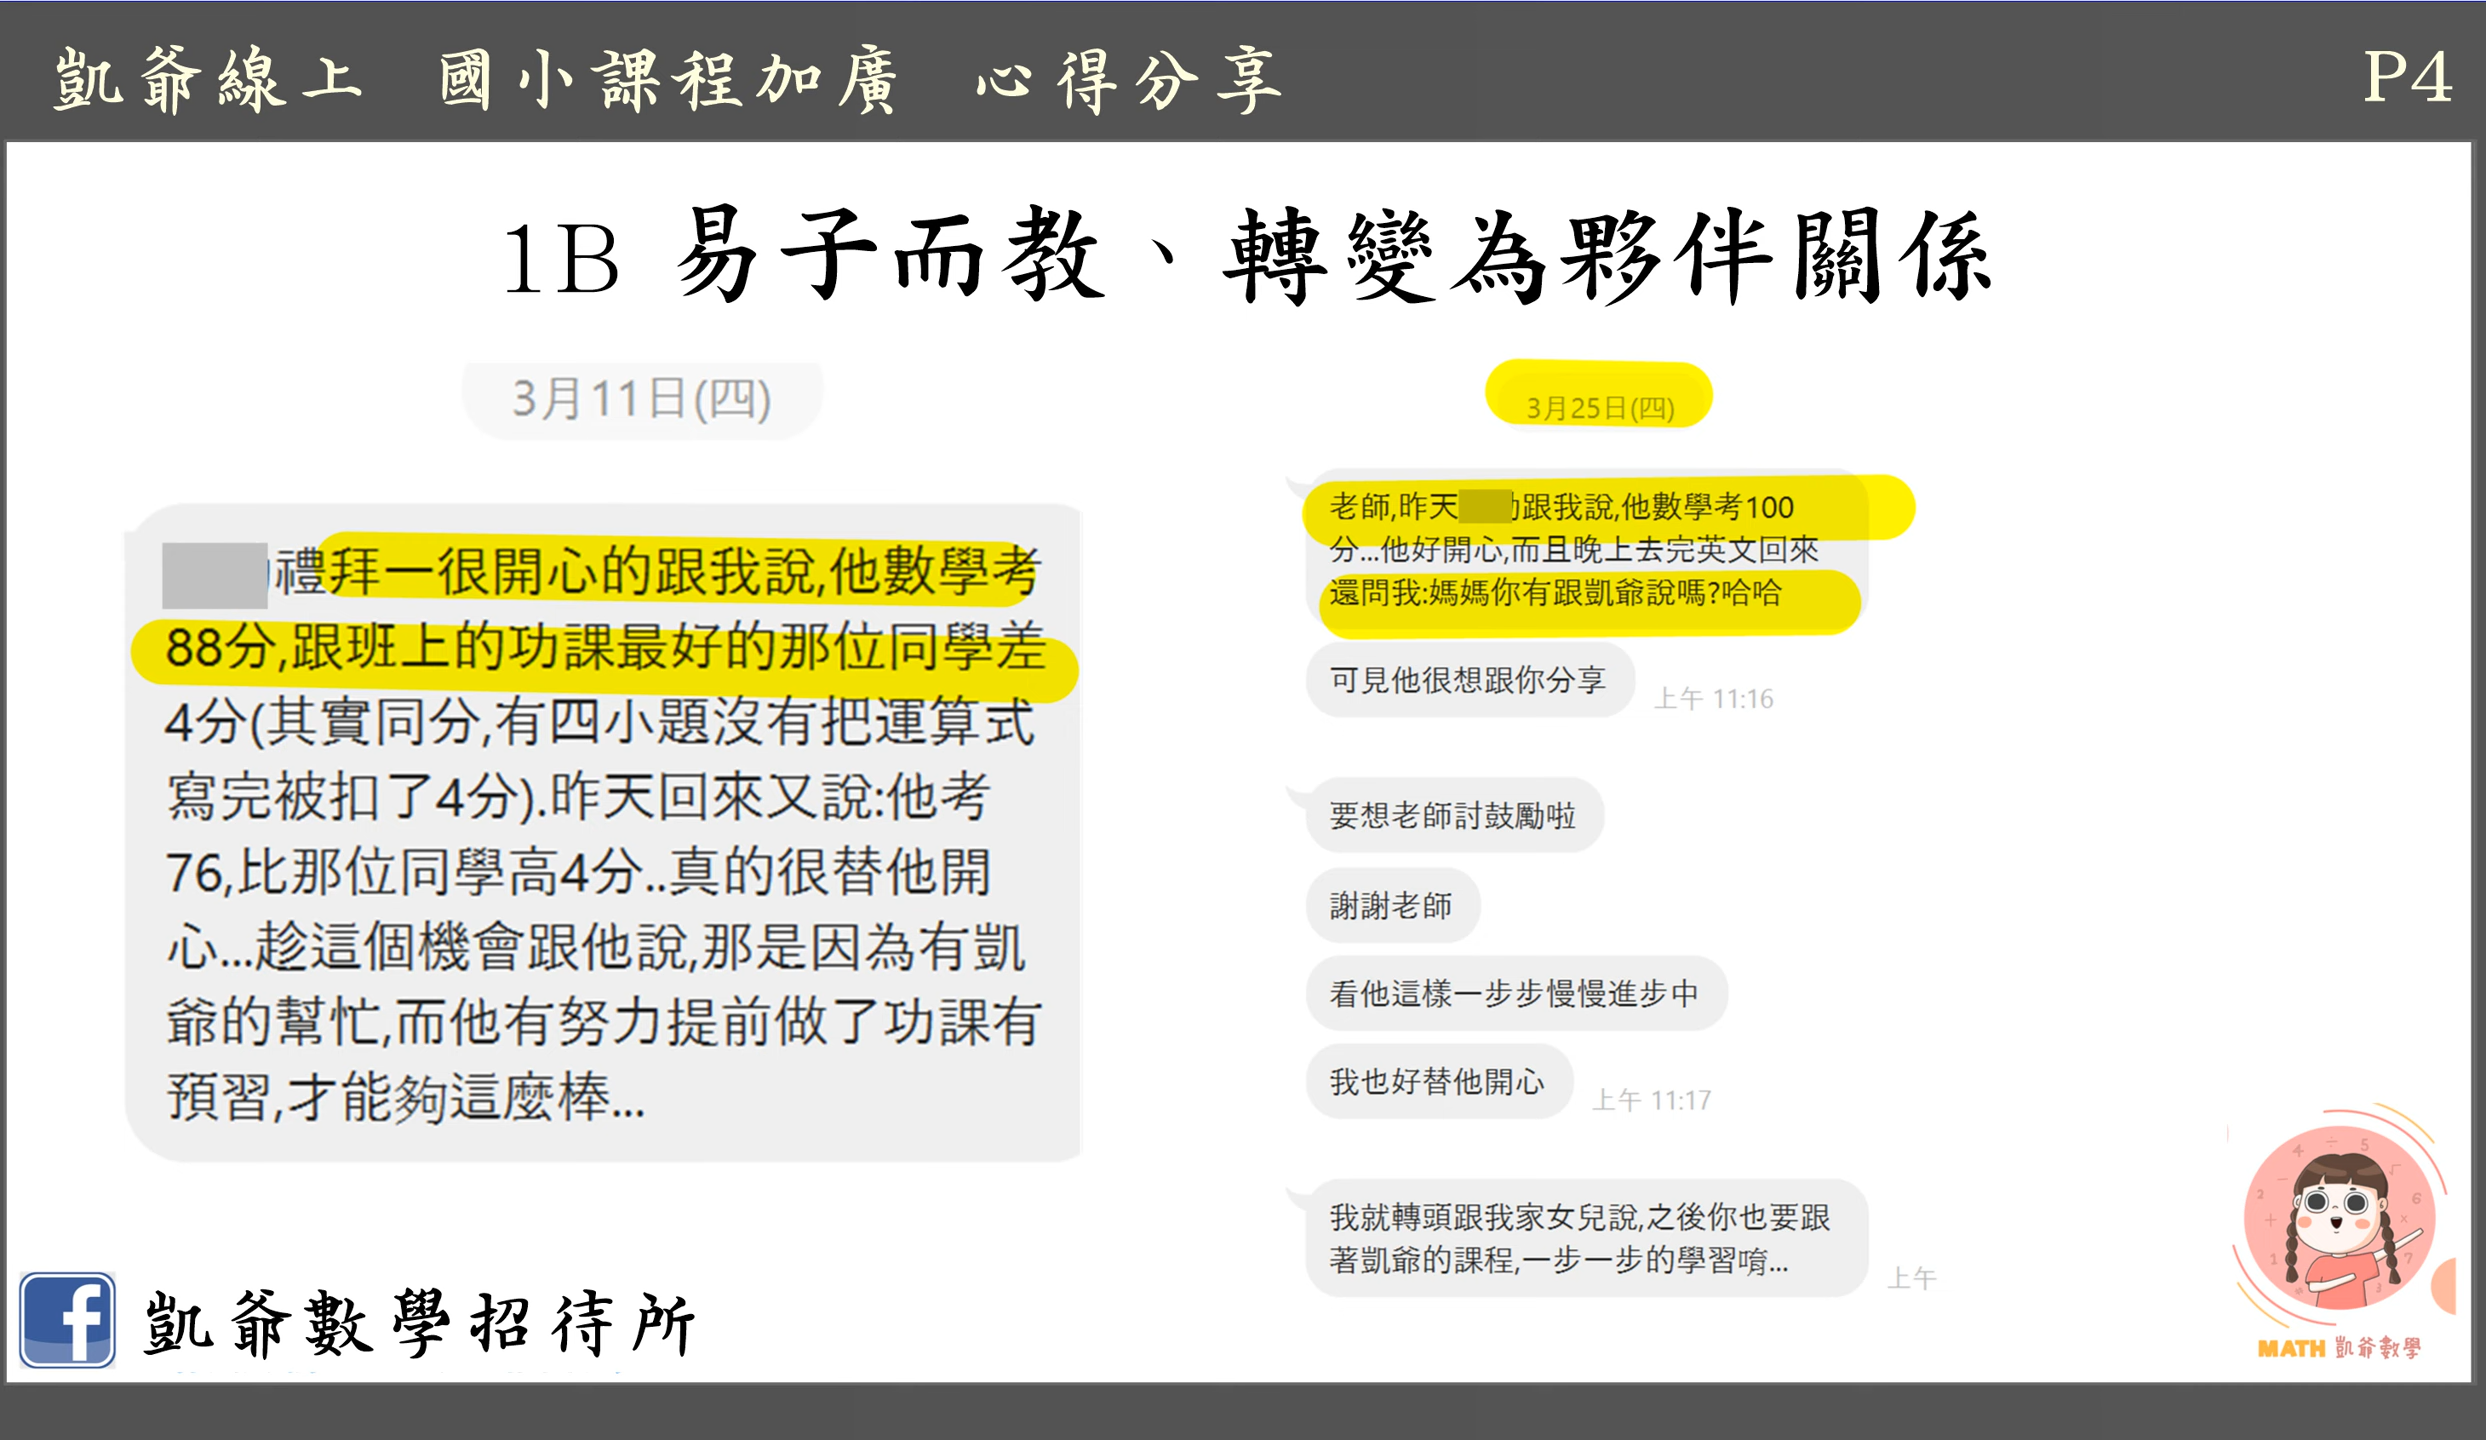 凱爺線上 國小課程加廣 心得分享
P4
1B 易子而教、轉變為夥伴關係
3月11日(四)
禮拜一很開心的跟我說,他數學考
88分,跟班上的功課最好的那位同學差
4分(其實同分,有四小題沒有把運算式
寫完被扣了4分).昨天回來又說:他考
76,比那位同學高4分..真的很替他開
心...趁這個機會跟他說,那是因為有凱
爺的幫忙,而他有努力提前做了功課有
預習,才能夠這麼棒...
3月25日(四)
老師,昨天 跟我說,他數學考100
分...他好開心,而且晚上去完英文回來
還問我:媽媽你有跟凱爺說嗎?哈哈
可見他很想跟你分享
上午 11:16
要想老師討鼓勵啦
謝謝老師
看他這樣一步步慢慢進步中
我也好替他開心
上午 11:17
我就轉頭跟我家女兒說,之後你也要跟
著凱爺的課程,一步一步的學習唷...
上午
f 凱爺數學招待所
MATH 凱爺數學